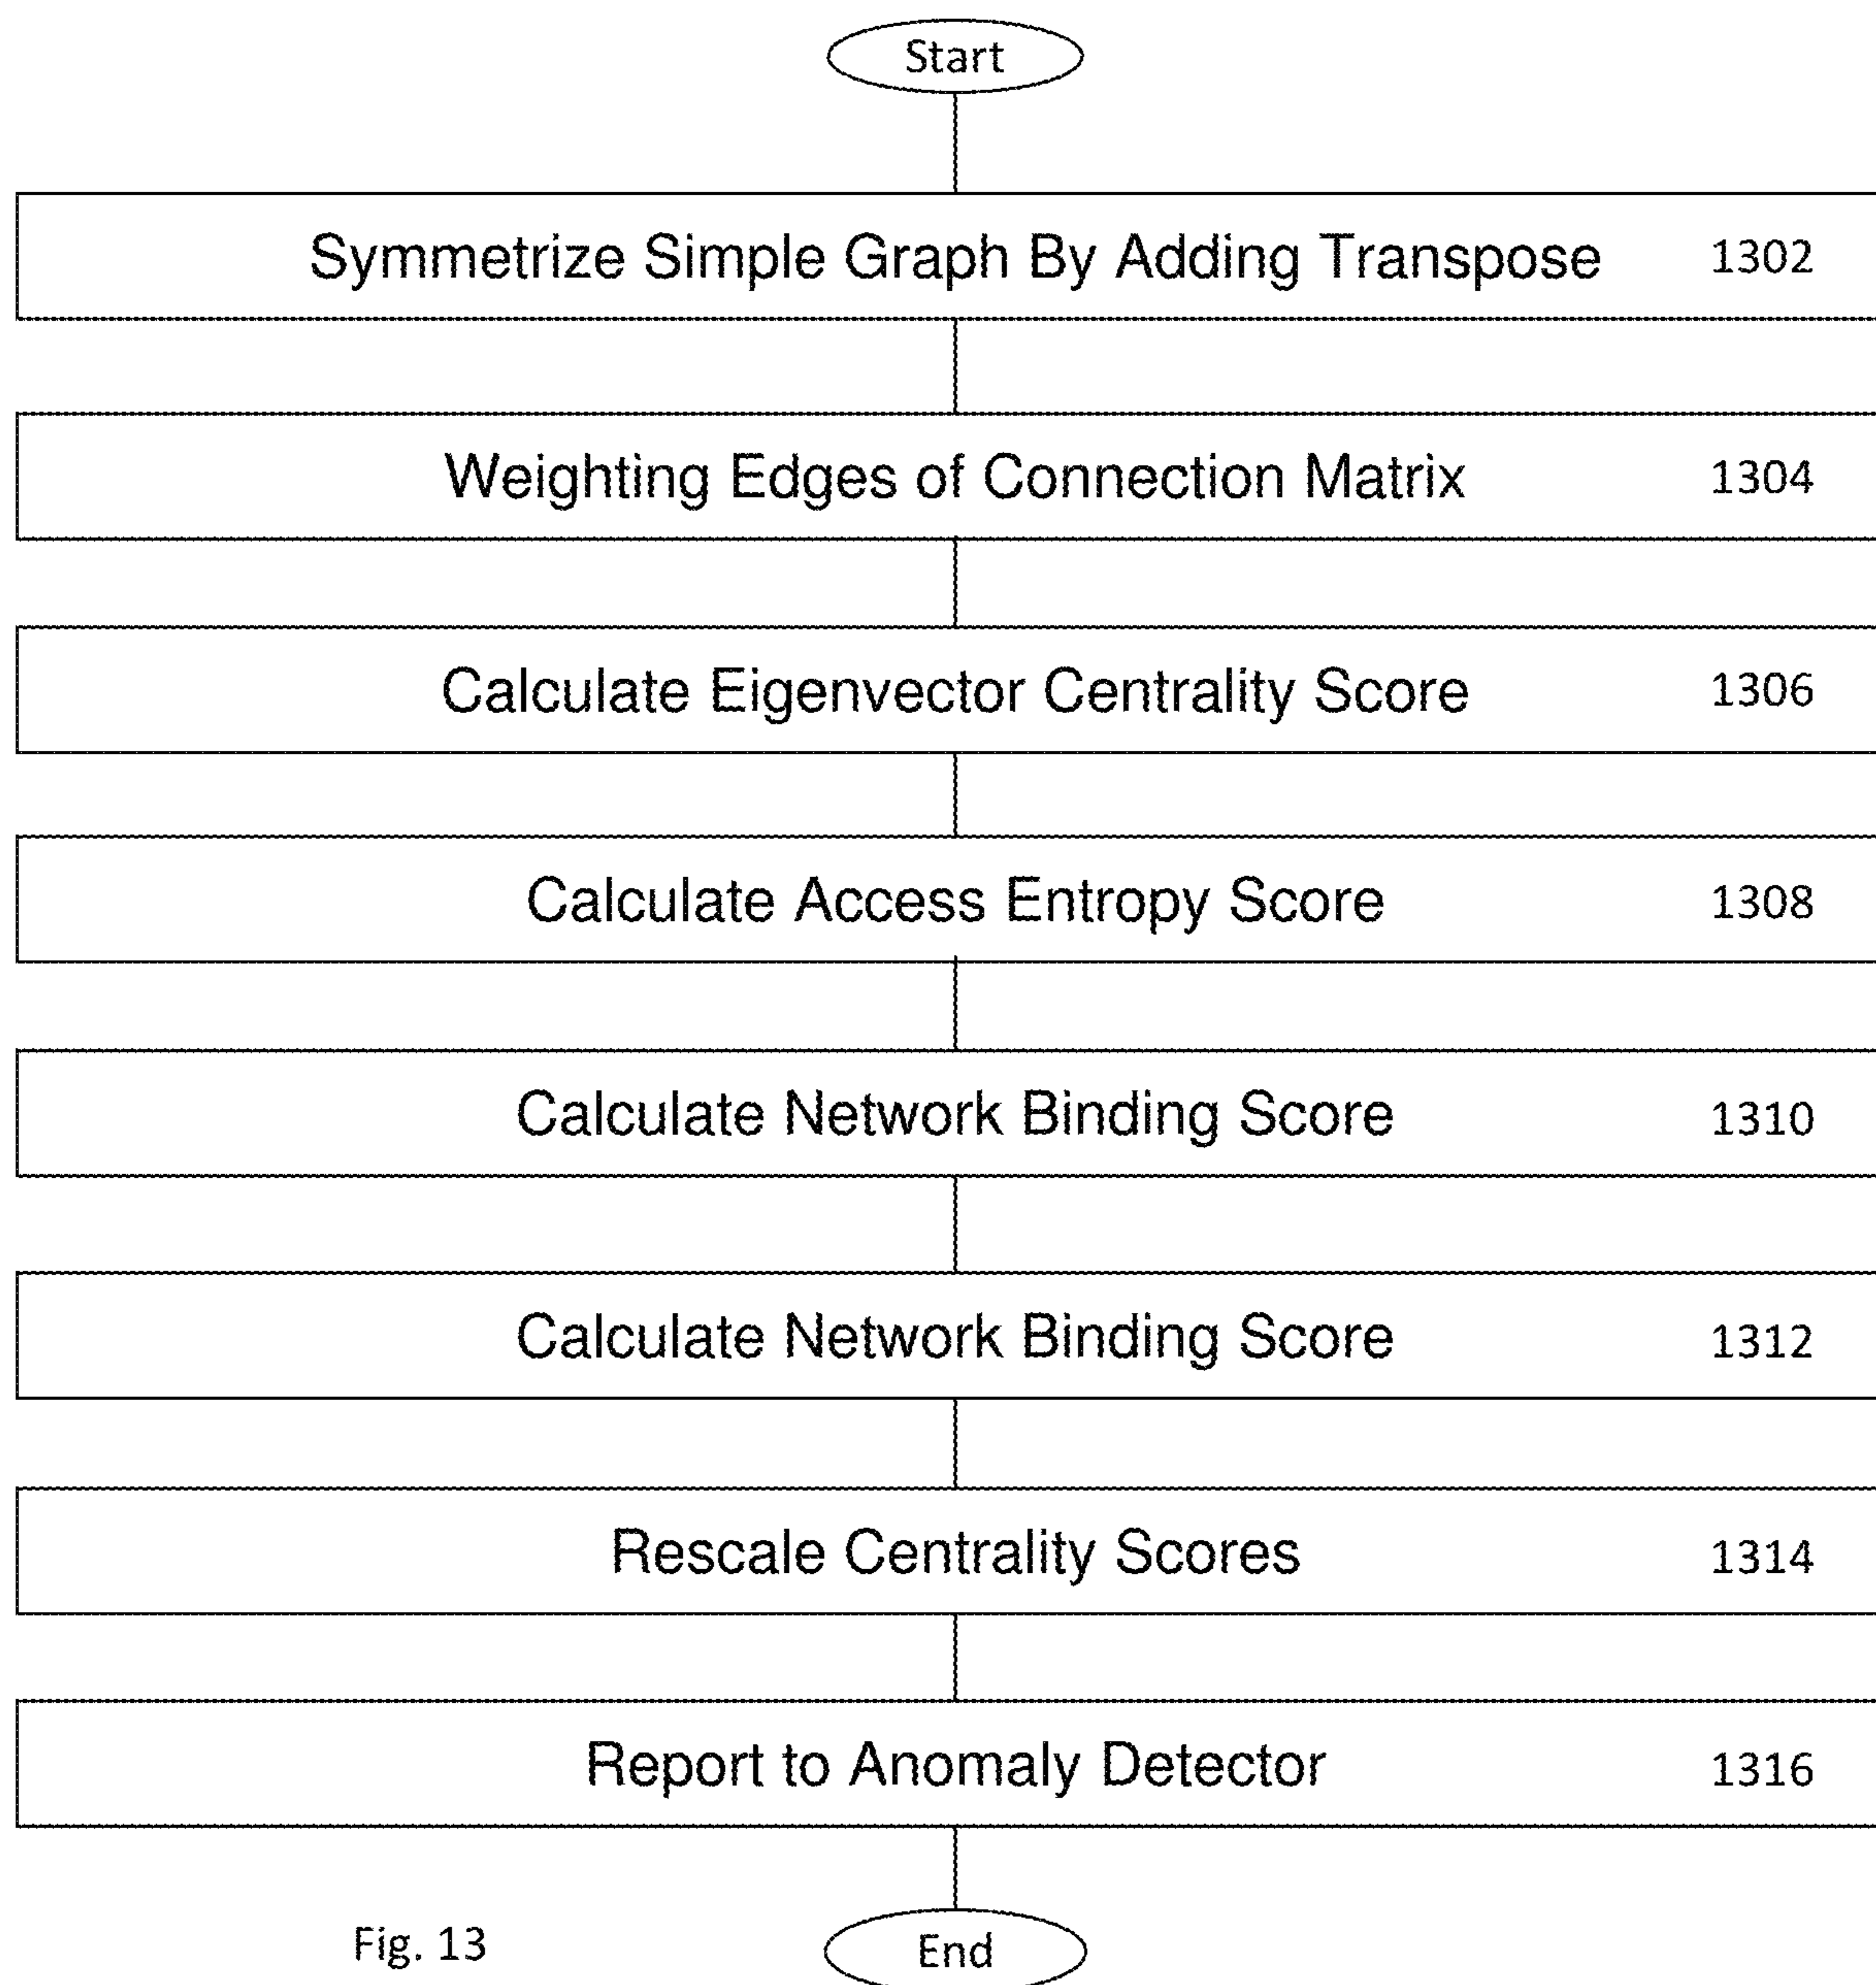 Start
Symmetrize Simple Graph By Adding Transpose 1302
Weighting Edges of Connection Matrix 1304
Calculate Eigenvector Centrality Score 1306
Calculate Access Entropy Score 1308
Calculate Network Binding Score 1310
Calculate Network Binding Score 1312
Rescale Centrality Scores 1314
Report to Anomaly Detector 1316
Fig. 13
End